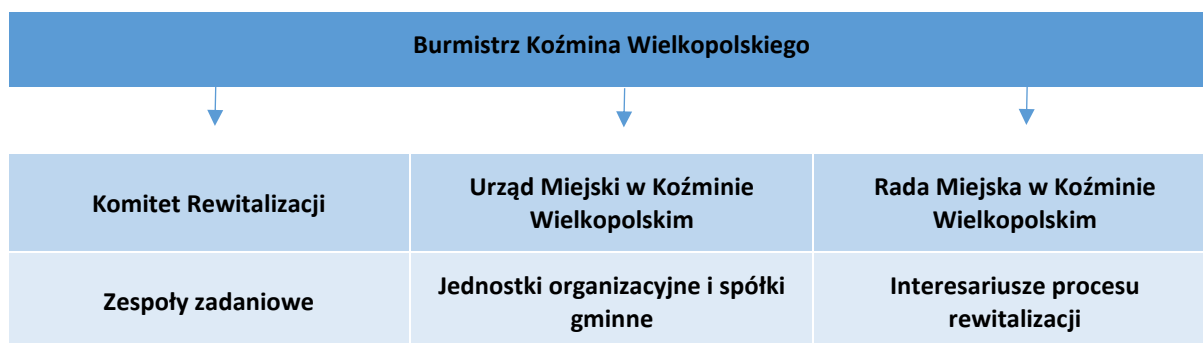 Burmistrz Koźmina Wielkopolskiego
Komitet Rewitalizacji
Urząd Miejski w Koźminie
Wielkopolskim
Rada Miejska w Koźminie
Wielkopolskim
Zespoły zadaniowe
Jednostki organizacyjne i spółki
gminne
Interesariusze procesu
rewitalizacji